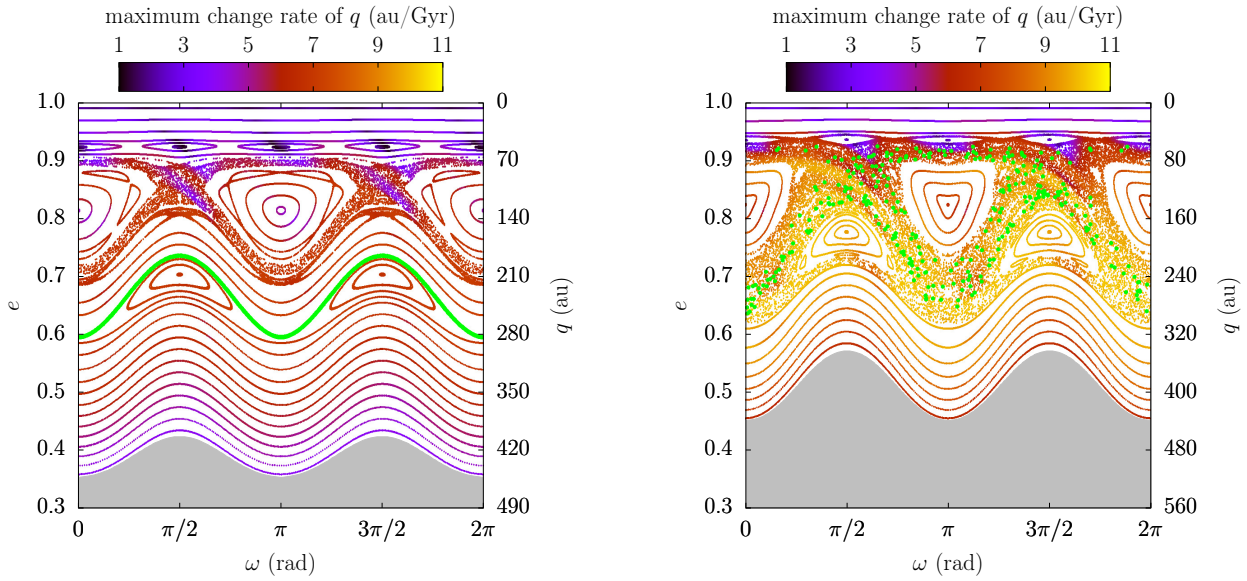 maximum change rate of q (au/Gyr)
1 3 5 7 9 11
1.0 0
0.9 70
0.8 140
0.7 210
e q (au)
0.6 280
0.5 350
0.4 420
0.3 490
0 π/2 π 3π/2 2π
ω (rad)
maximum change rate of q (au/Gyr)
1 3 5 7 9 11
1.0 0
0.9 80
0.8 160
0.7 240
e q (au)
0.6 320
0.5 400
0.4 480
0.3 560
0 π/2 π 3π/2 2π
ω (rad)